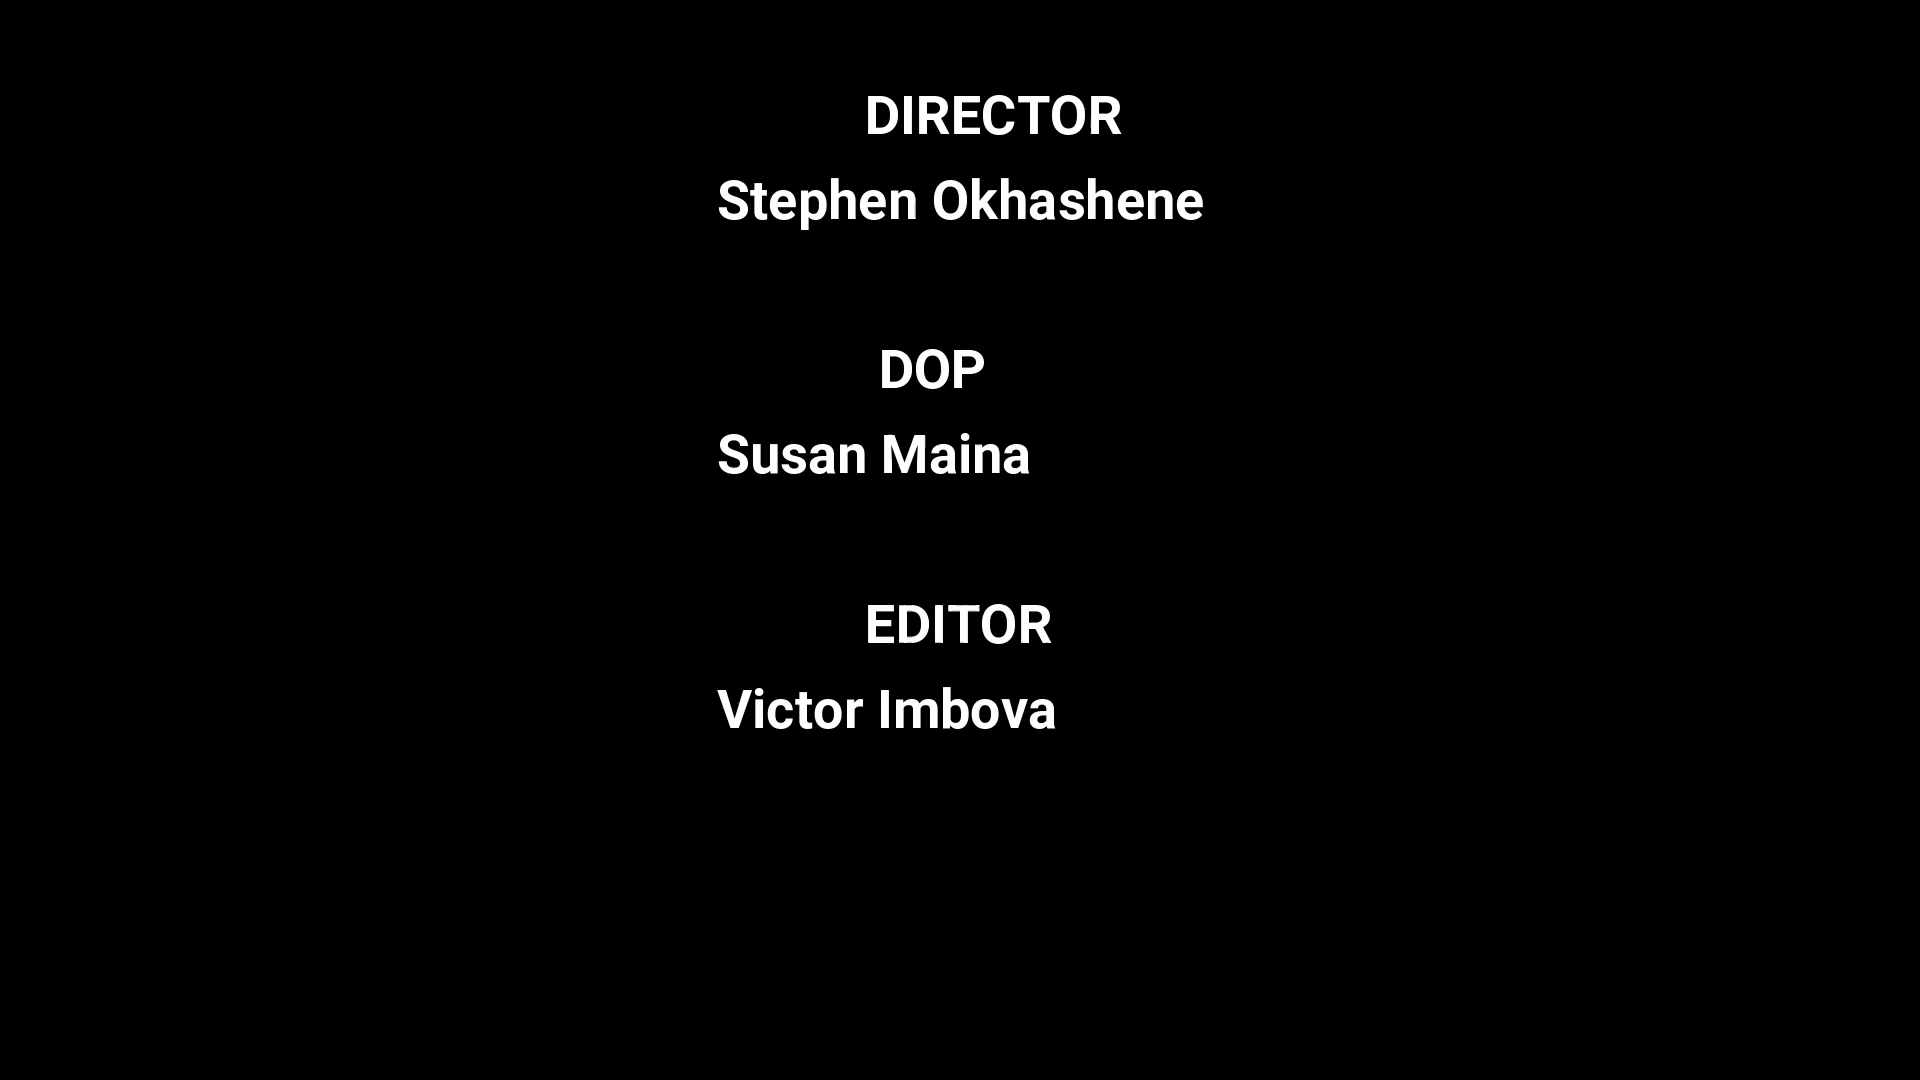 DIRECTOR
Stephen Okhashene
DOP
Susan Maina
EDITOR
Victor Imbova